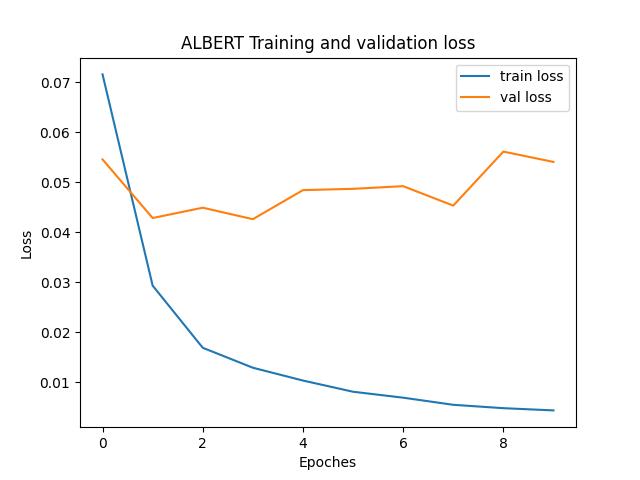 ALBERT Training and validation loss
train loss
val loss
0.07
0.06
0.05
0.04
0.03
0.02
0.01
Loss
0 2 4 6 8
Epoches